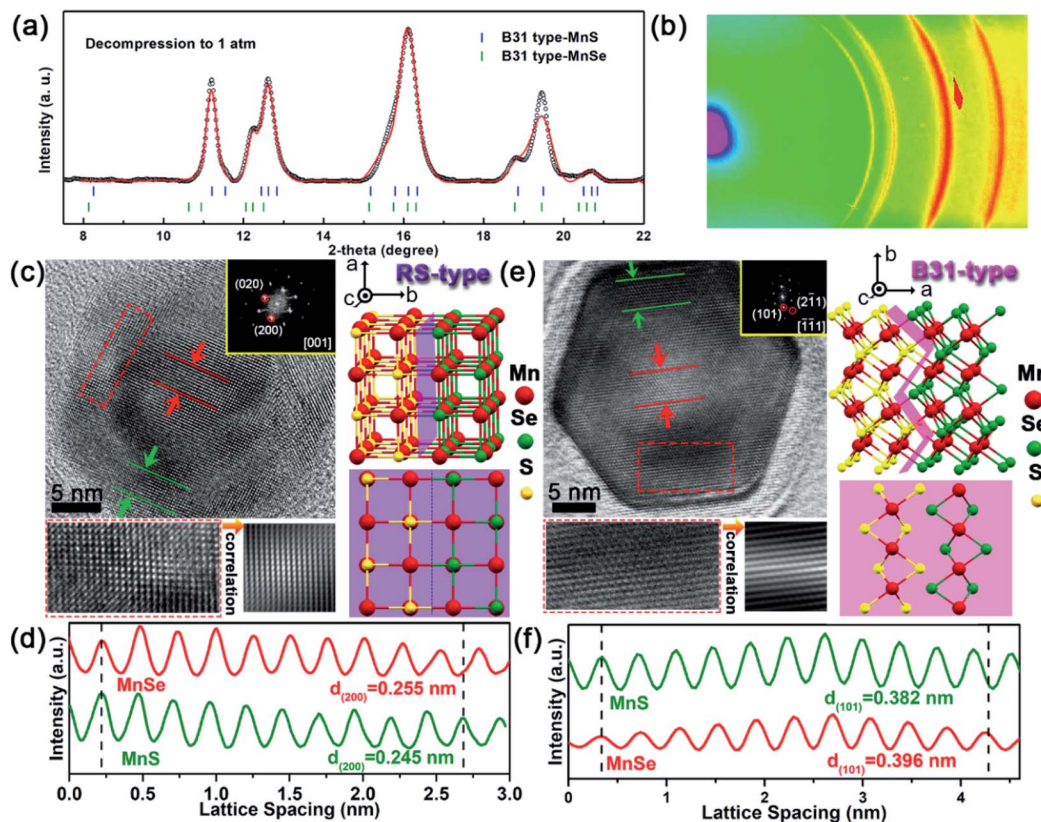 (a)
Decompression to 1 atm
B31 type-MnS
B31 type-MnSe
Intensity (a. u.)
8 10 12 14 16 18 20 22
2-theta (degree)
(b)
(c)
(020)
(200)
[001]
5 nm
correlation
a
c
b
RS-type
Mn
Se
S
(e)
(101)
(2-11)
[-1-11]
5 nm
correlation
b
c
a
B31-type
Mn
Se
S
(d)
Intensity (a.u.)
MnSe
d(200)=0.255 nm
MnS
d(200)=0.245 nm
0.0 0.5 1.0 1.5 2.0 2.5 3.0
Lattice Spacing (nm)
(f)
Intensity (a.u.)
MnS
d(101)=0.382 nm
MnSe
d(101)=0.396 nm
0 1 2 3 4
Lattice Spacing (nm)